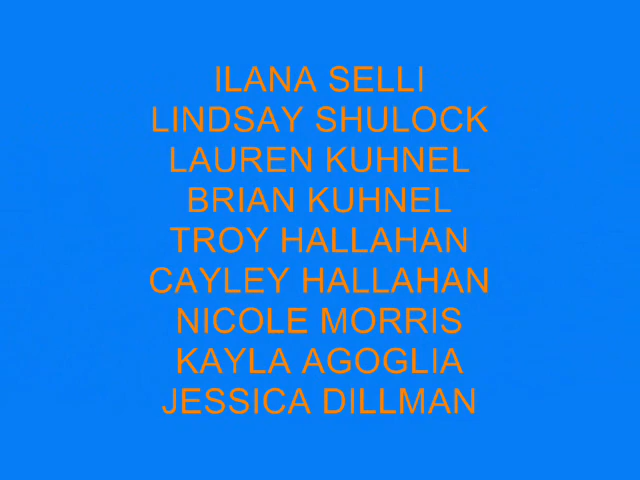 ILANA SELLI
LINDSAY SHULOCK
LAUREN KUHNEL
BRIAN KUHNEL
TROY HALLAHAN
CAYLEY HALLAHAN
NICOLE MORRIS
KAYLA AGOGLIA
JESSICA DILLMAN